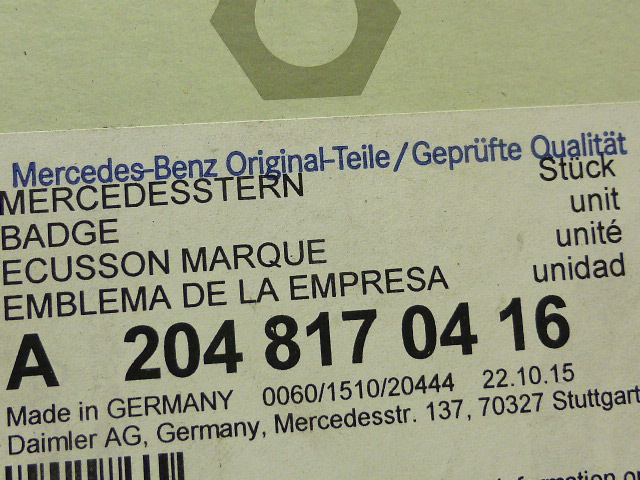 Mercedes-Benz Original-Teile/Geprüfte Qualität
MERCEDESSTERN Stück
BADGE unit
ECUSSON MARQUE unité
EMBLEMA DE LA EMPRESA unidad
A 204 817 04 16
Made in GERMANY 0060/1510/20444 22.10.15
Daimler AG, Germany, Mercedesstr. 137, 70327 Stuttgart